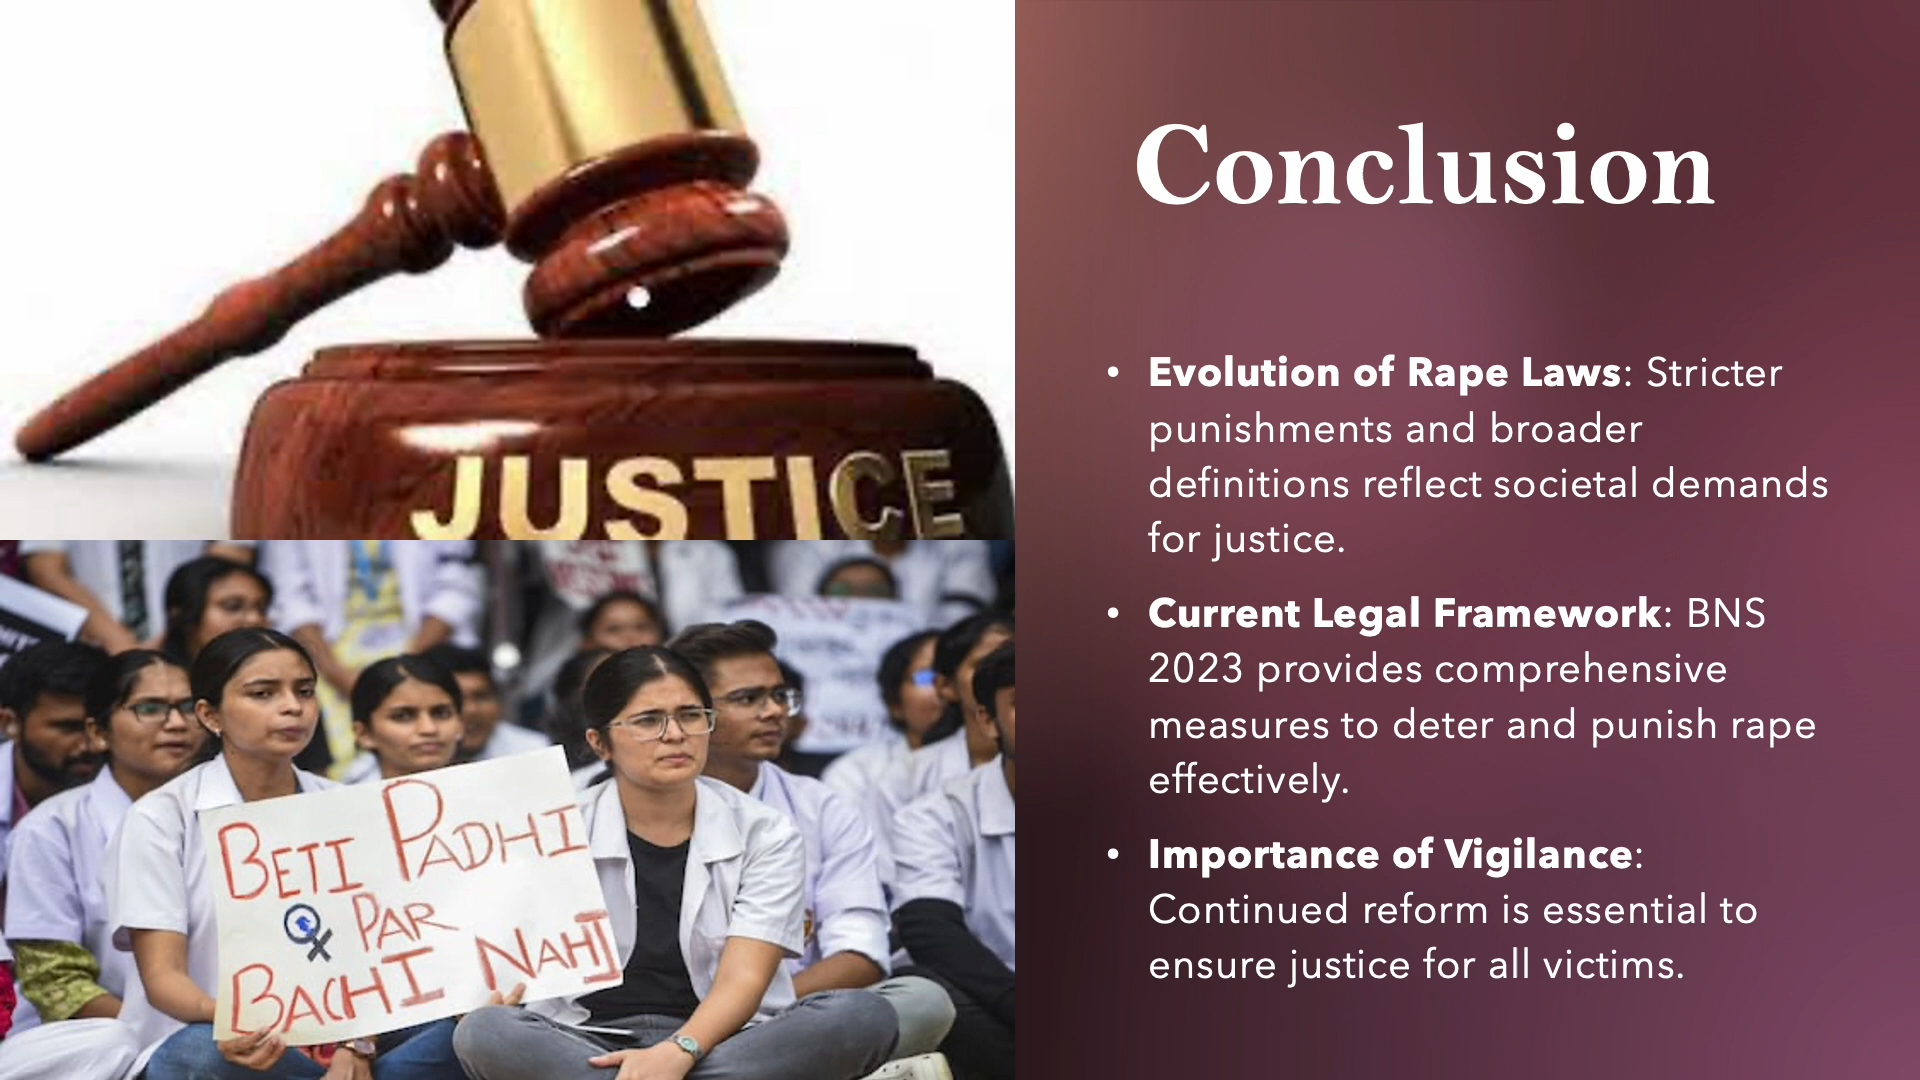 JUSTICE
BETI PADHI
PAR
BACHI NAHI
Conclusion
• Evolution of Rape Laws: Stricter
punishments and broader
definitions reflect societal demands
for justice.
• Current Legal Framework: BNS
2023 provides comprehensive
measures to deter and punish rape
effectively.
• Importance of Vigilance:
Continued reform is essential to
ensure justice for all victims.